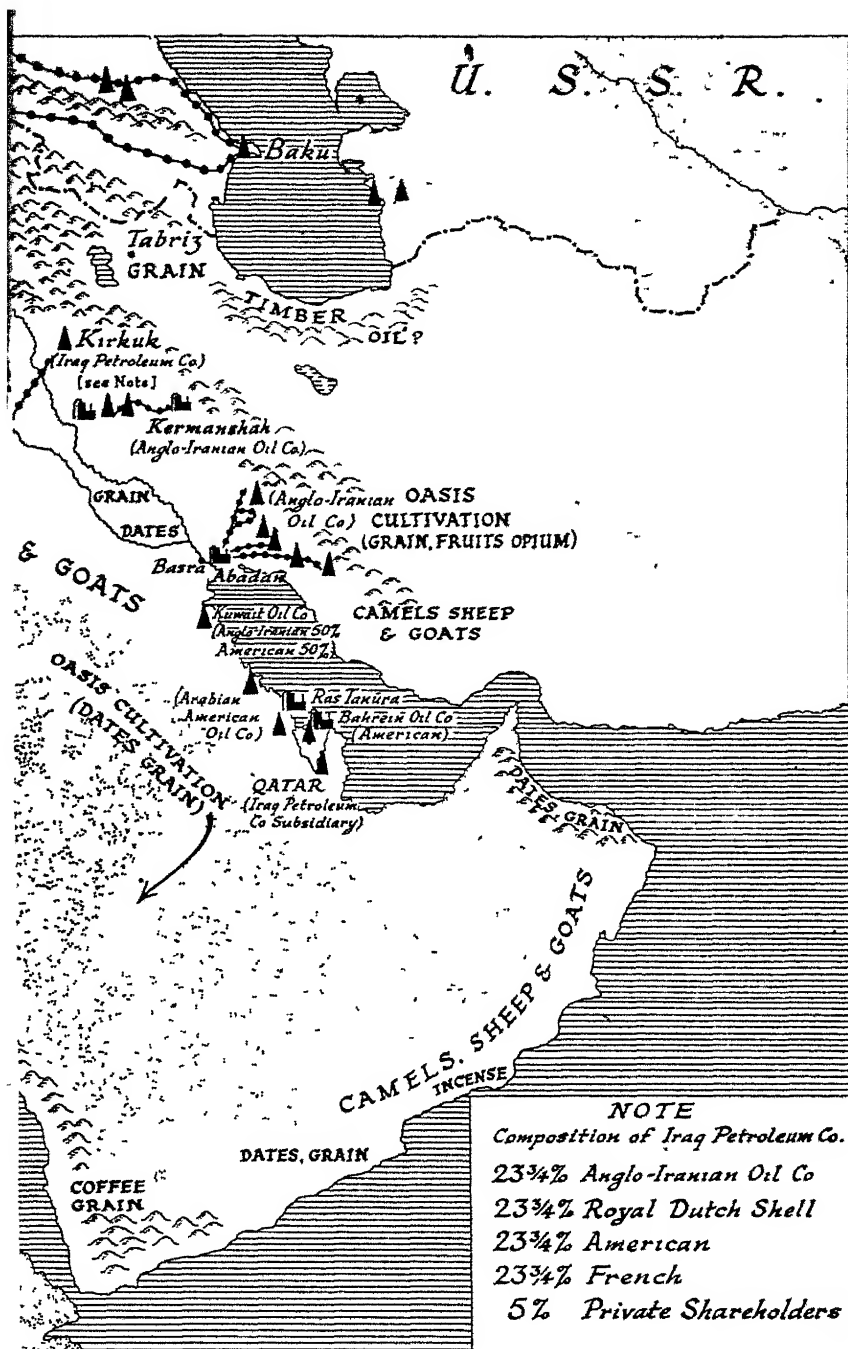 U. S. S. R.
Baku
Tabriz
GRAIN
TIMBER
OIL?
Kirkuk
(Iraq Petroleum Co)
[see Note]
Kermanshah
(Anglo-Iranian Oil Co)
GRAIN
DATES
(Anglo-Iranian
Oil Co)
OASIS
CULTIVATION
(GRAIN, FRUITS OPIUM)
Basra
Abadan
& GOATS
Kuwait Oil Co
(Anglo-Iranian 50%
American 50%)
CAMELS SHEEP
& GOATS
OASIS CULTIVATION
(DATES GRAIN)
(Arabian
American
Oil Co)
Ras Tanura
Bahrein Oil Co
(American)
QATAR
(Iraq Petroleum
Co Subsidiary)
DATES, GRAIN
CAMELS, SHEEP & GOATS
INCENSE
DATES, GRAIN
COFFEE
GRAIN
NOTE
Composition of Iraq Petroleum Co.
23¾% Anglo-Iranian Oil Co
23¾% Royal Dutch Shell
23¾% American
23¾% French
5% Private Shareholders